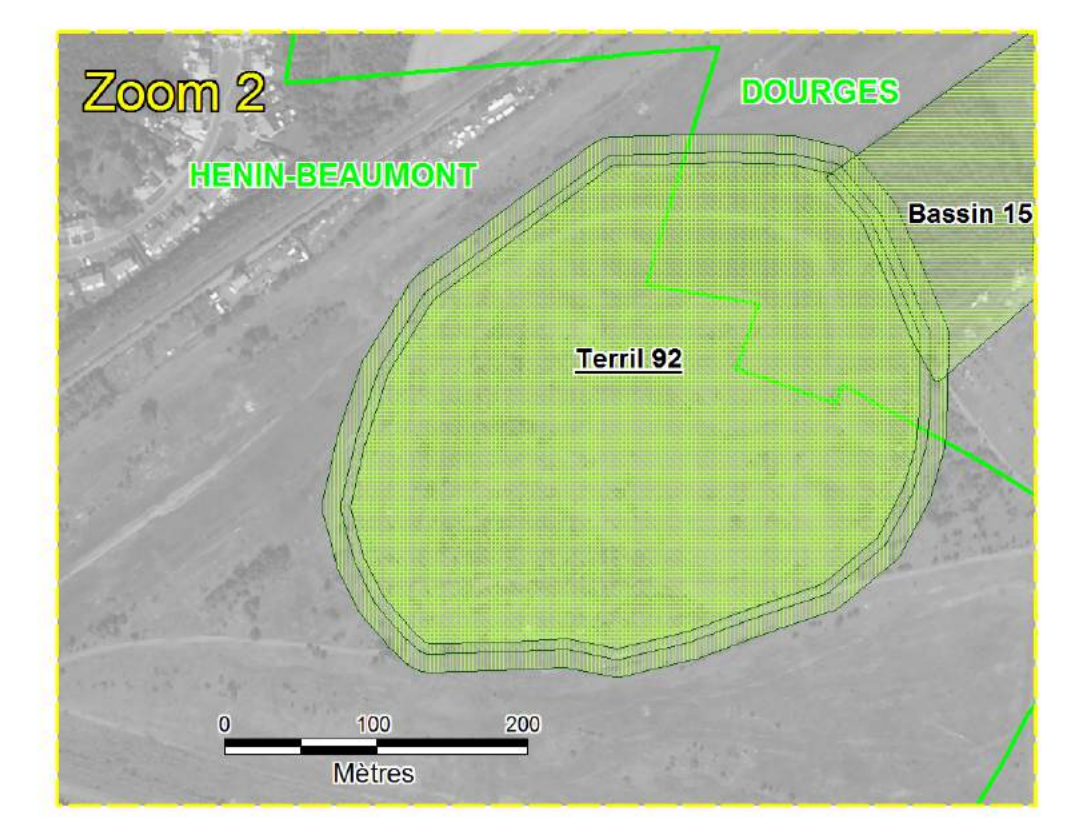 Zoom 2
DOURGES
HENIN-BEAUMONT
Bassin 15
Terril 92
0 100 200
Mètres